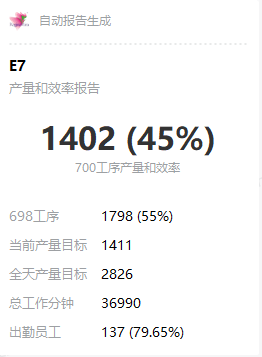 自动报告生成
E7
产量和效率报告
1402 (45%)
700工序产量和效率
698工序 1798 (55%)
当前产量目标 1411
全天产量目标 2826
总工作分钟 36990
出勤员工 137 (79.65%)